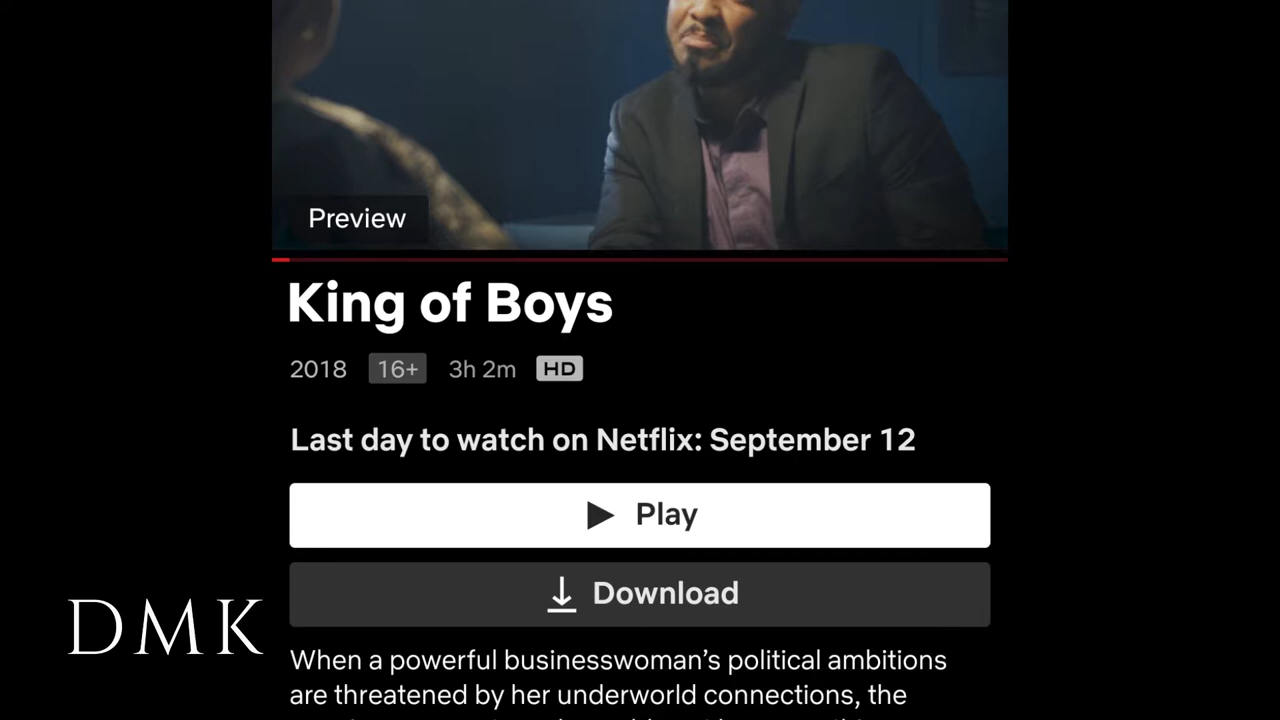 Preview
King of Boys
2018 16+ 3h 2m HD
Last day to watch on Netflix: September 12
Play
Download
DMK
When a powerful businesswoman's political ambitions
are threatened by her underworld connections, the